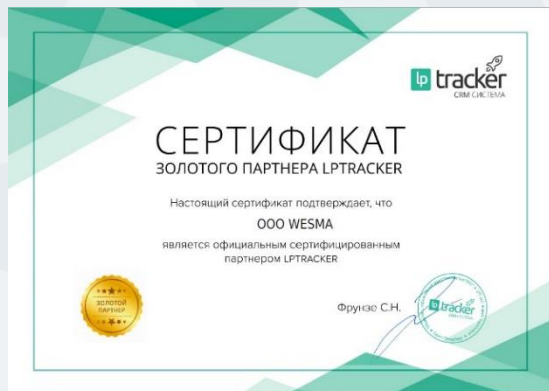 lp tracker
CRM СИСТЕМА
СЕРТИФИКАТ
ЗОЛОТОГО ПАРТНЕРА LPTRACKER
Настоящий сертификат подтверждает, что
ООО WESMA
является официальным сертифицированным
партнером LPTRACKER
ЗОЛОТОЙ
ПАРТНЕР
Фрунзе С.Н.
lp tracker